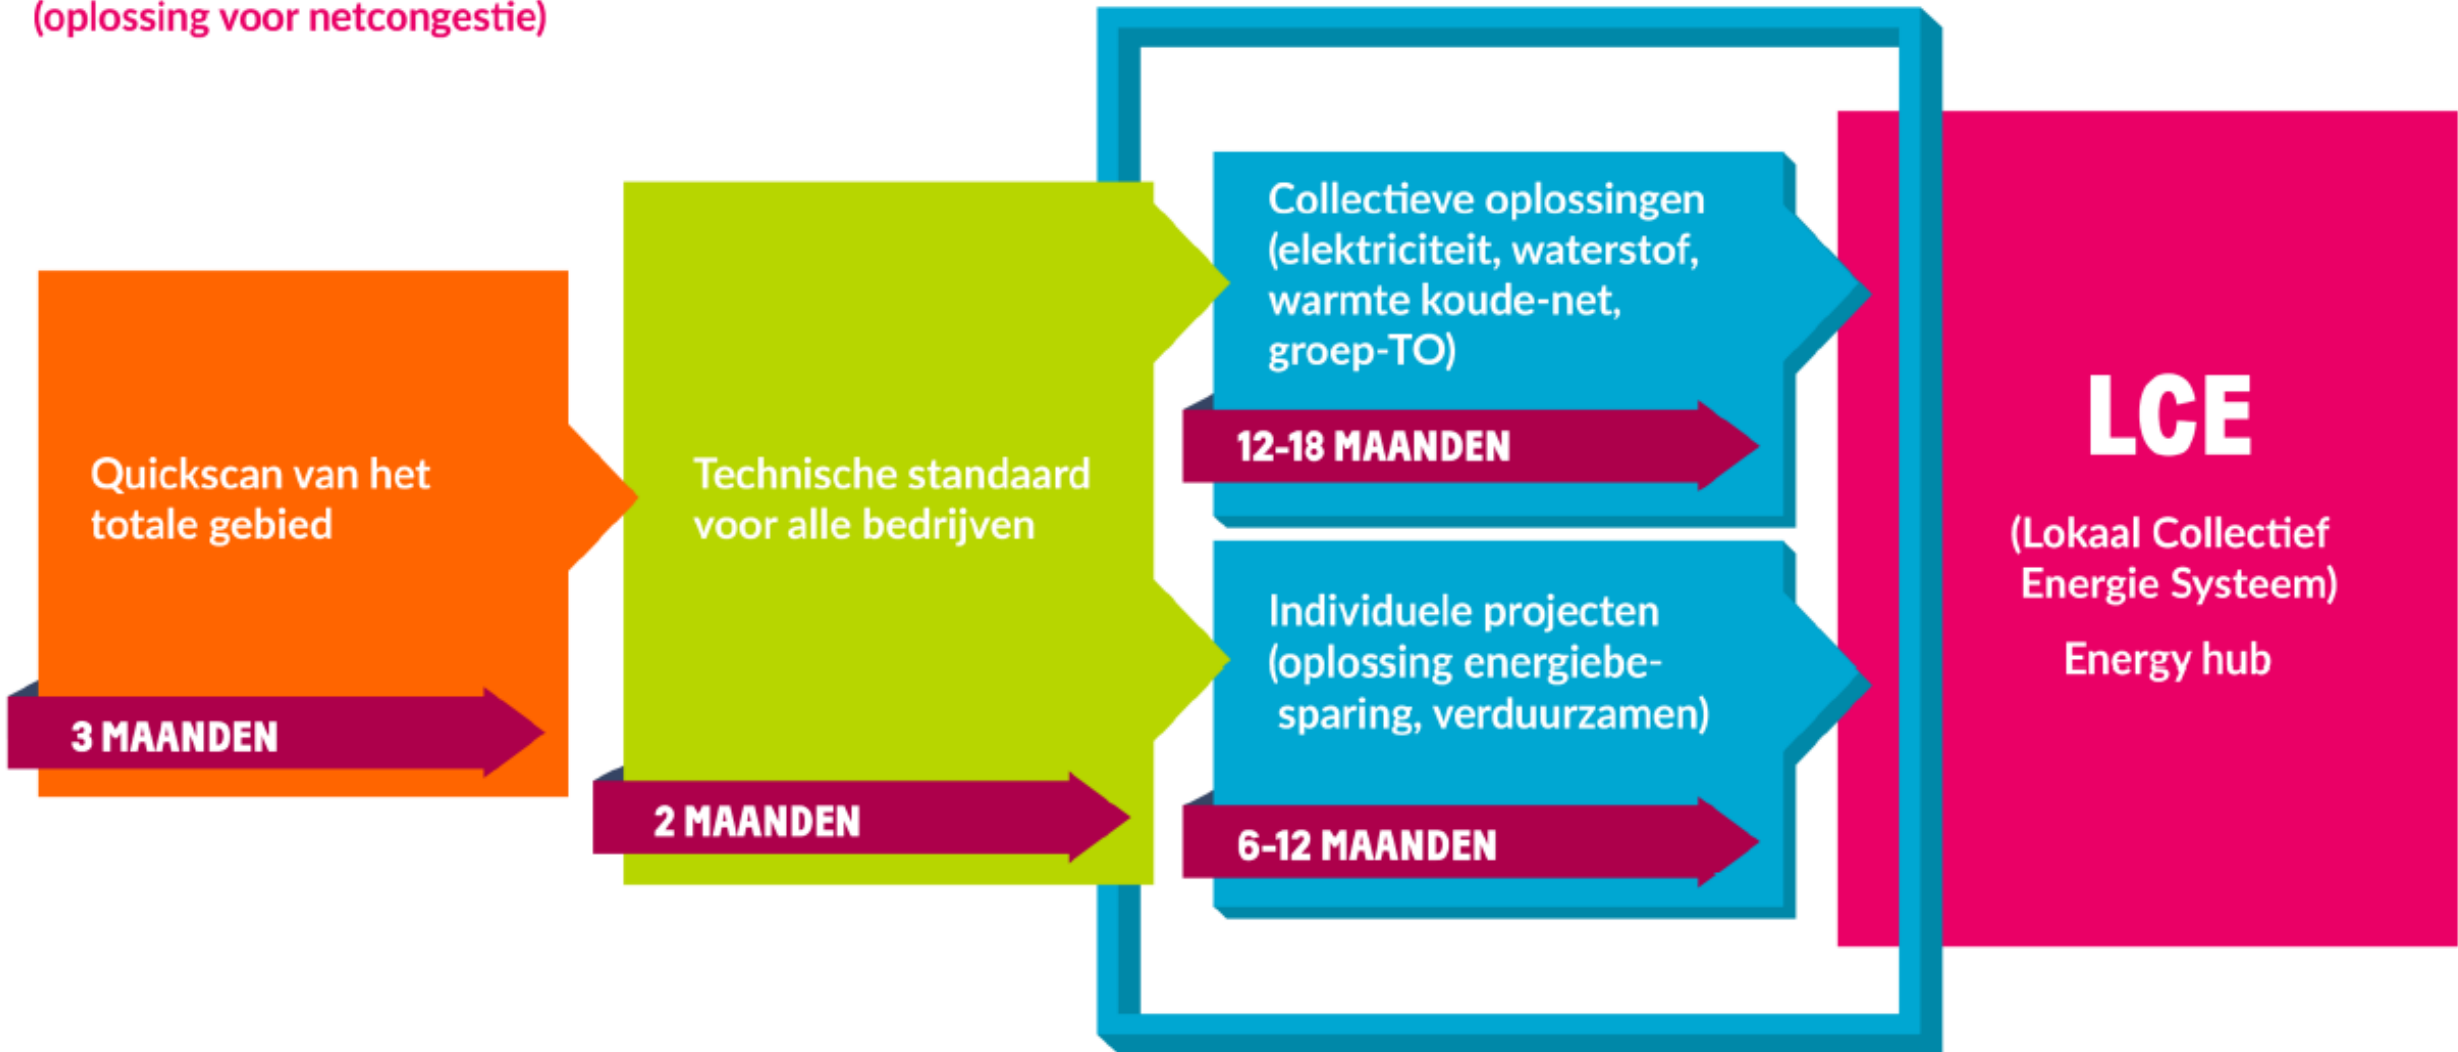 (oplossing voor netcongestie)
Quickscan van het
totale gebied
3 MAANDEN
Technische standaard
voor alle bedrijven
2 MAANDEN
Collectieve oplossingen
(elektriciteit, waterstof,
warmte koude-net,
groep-TO)
12-18 MAANDEN
Individuele projecten
(oplossing energiebe-
sparing, verduurzamen)
6-12 MAANDEN
LCE
(Lokaal Collectief
Energie Systeem)
Energy hub